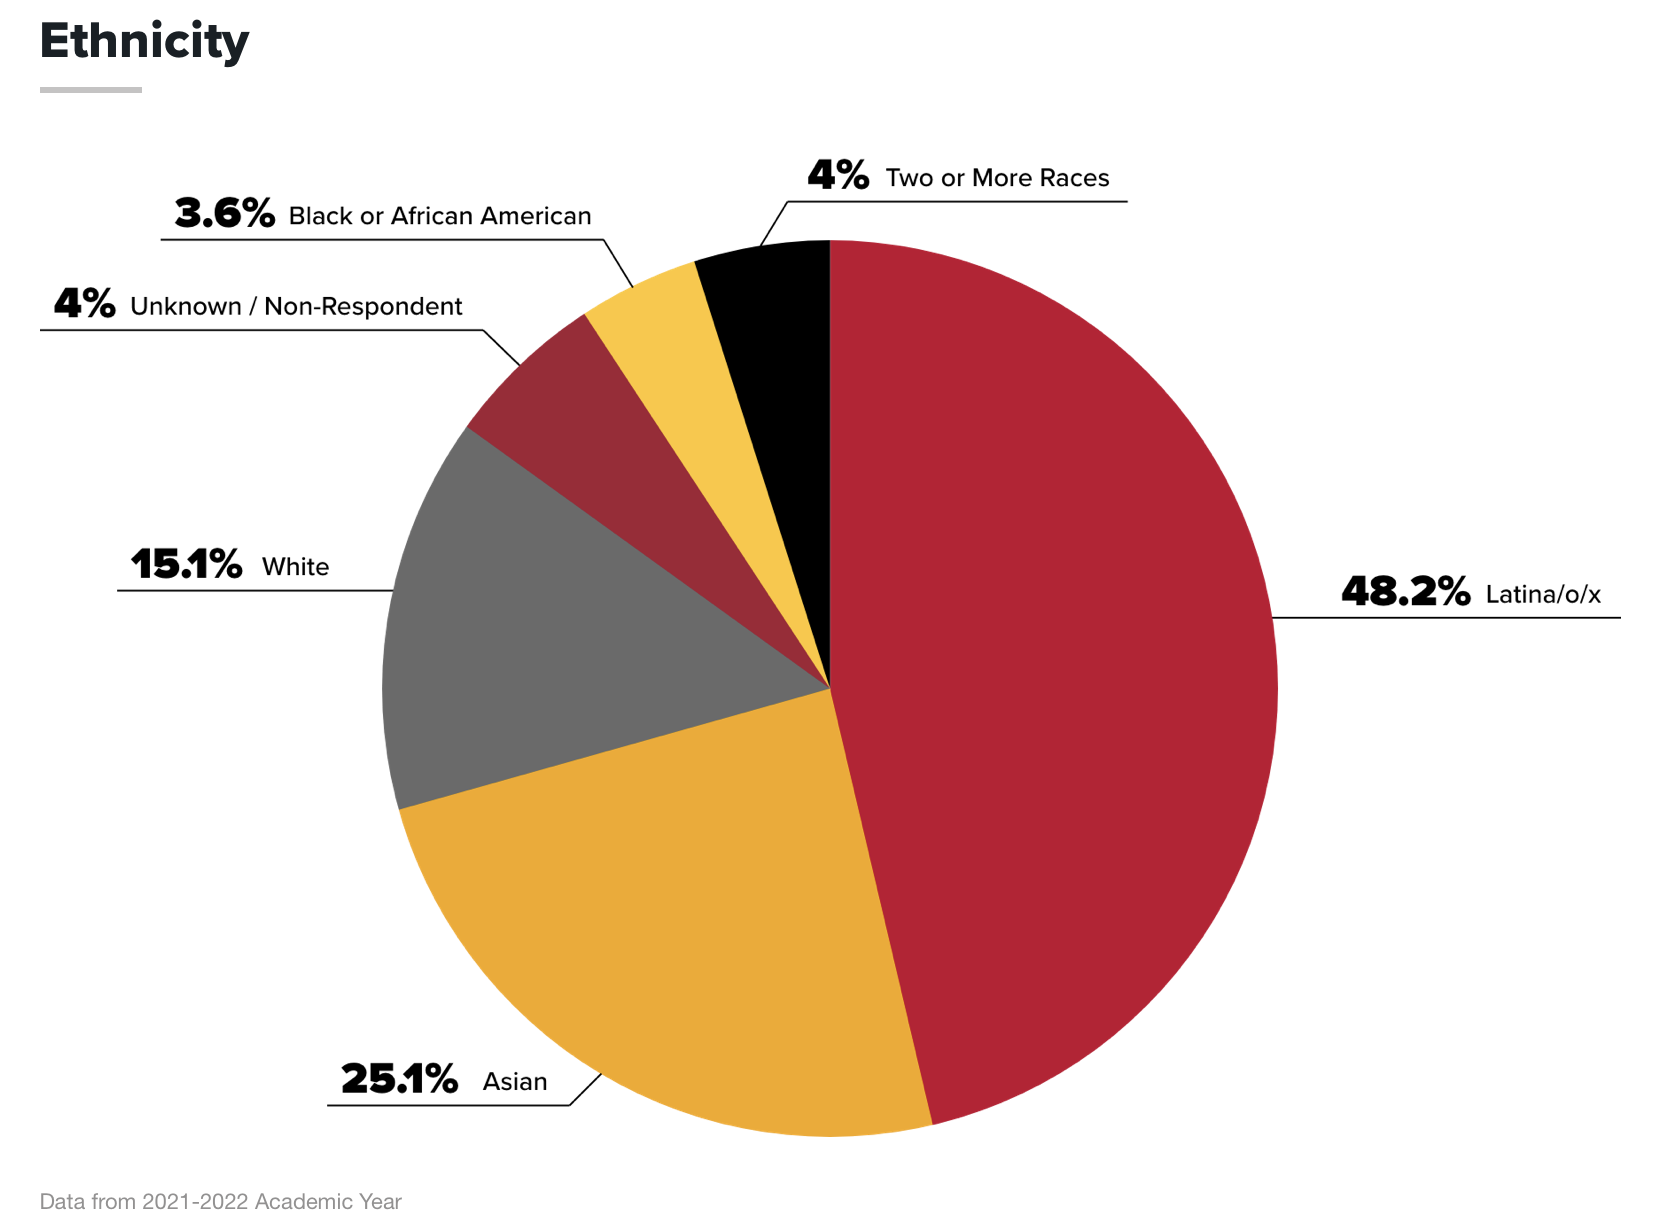 Ethnicity
4% Two or More Races
3.6% Black or African American
4% Unknown / Non-Respondent
15.1% White
48.2% Latina/o/x
25.1% Asian
Data from 2021-2022 Academic Year